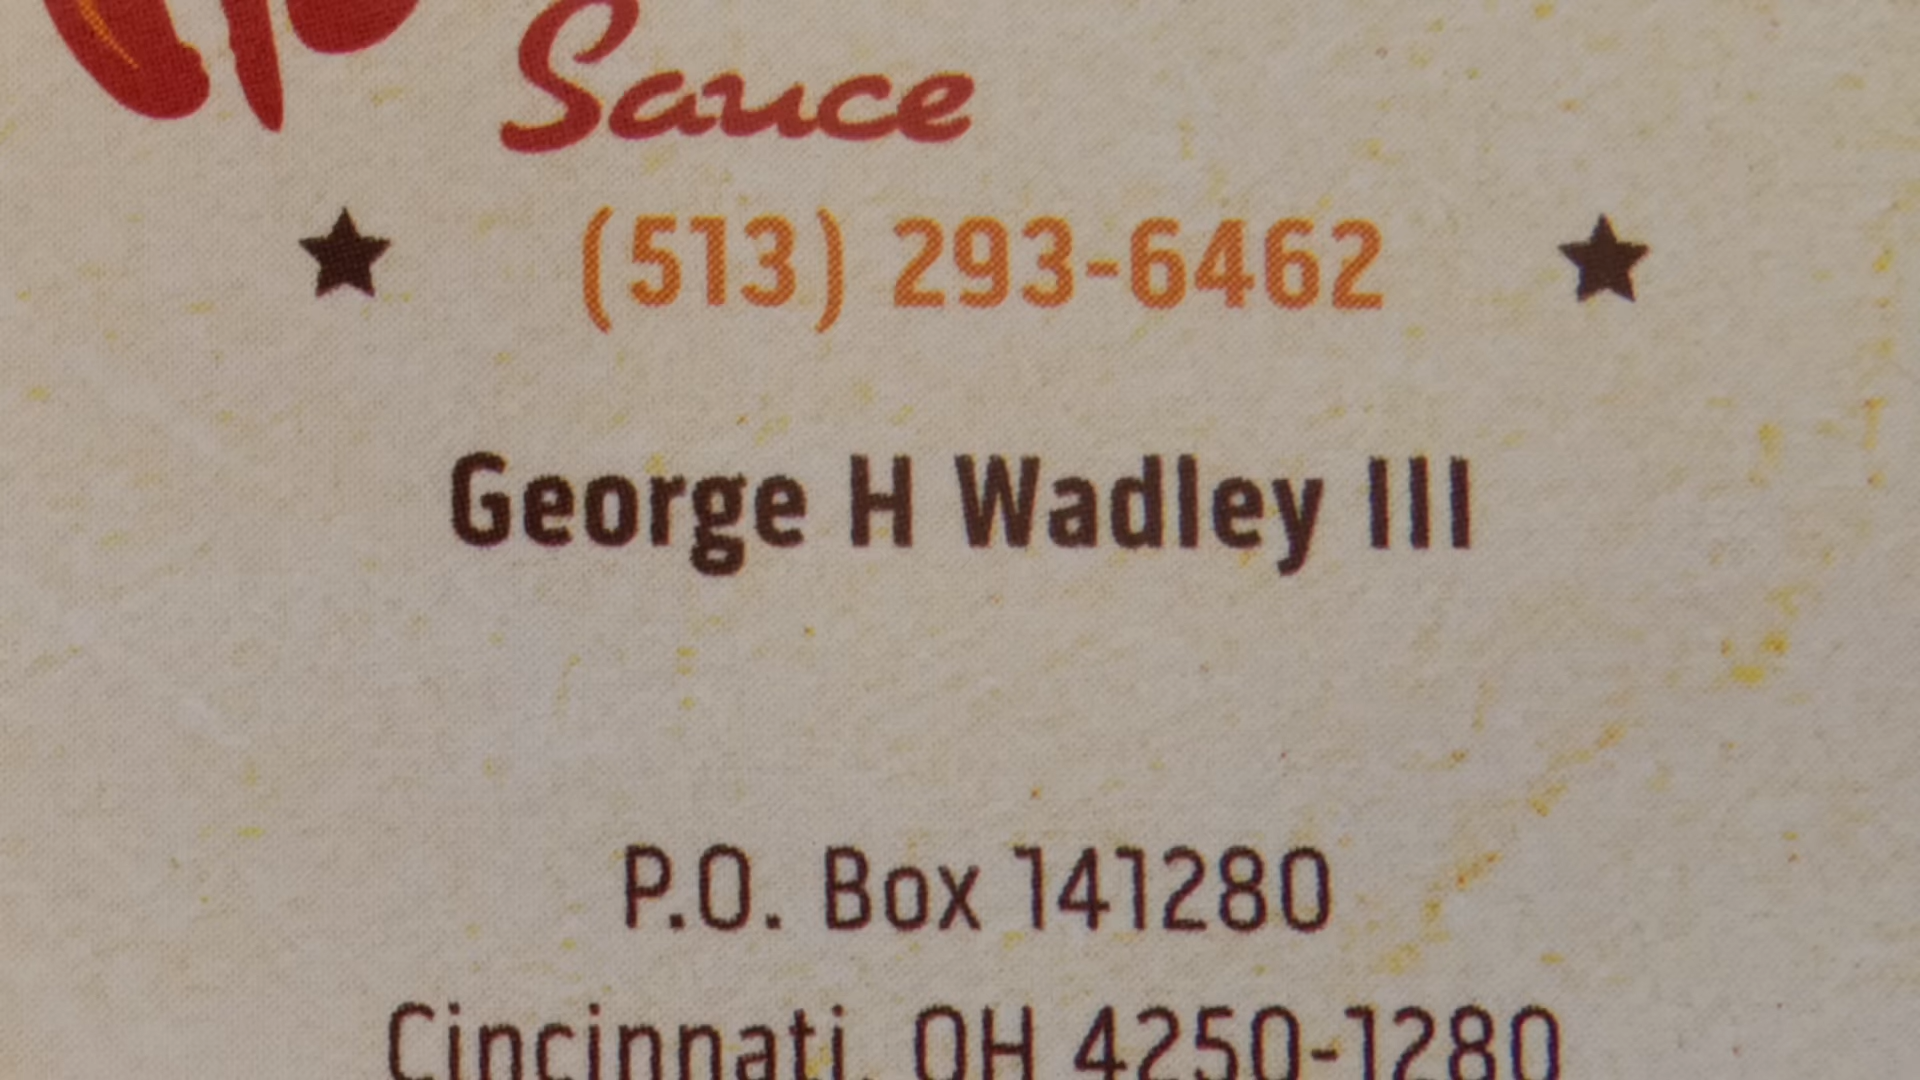 Sauce
(513) 293-6462
George H Wadley III
P.O. Box 141280
Cincinnati, OH 4250-1280